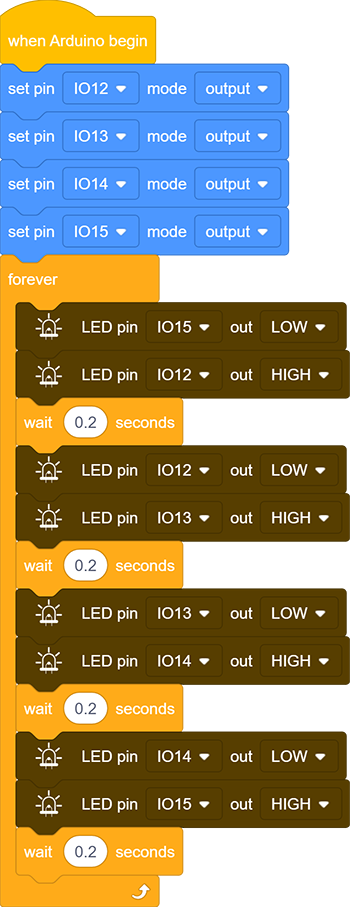 when Arduino begin
set pin IO12 mode output
set pin IO13 mode output
set pin IO14 mode output
set pin IO15 mode output
forever
LED pin IO15 out LOW
LED pin IO12 out HIGH
wait 0.2 seconds
LED pin IO12 out LOW
LED pin IO13 out HIGH
wait 0.2 seconds
LED pin IO13 out LOW
LED pin IO14 out HIGH
wait 0.2 seconds
LED pin IO14 out LOW
LED pin IO15 out HIGH
wait 0.2 seconds